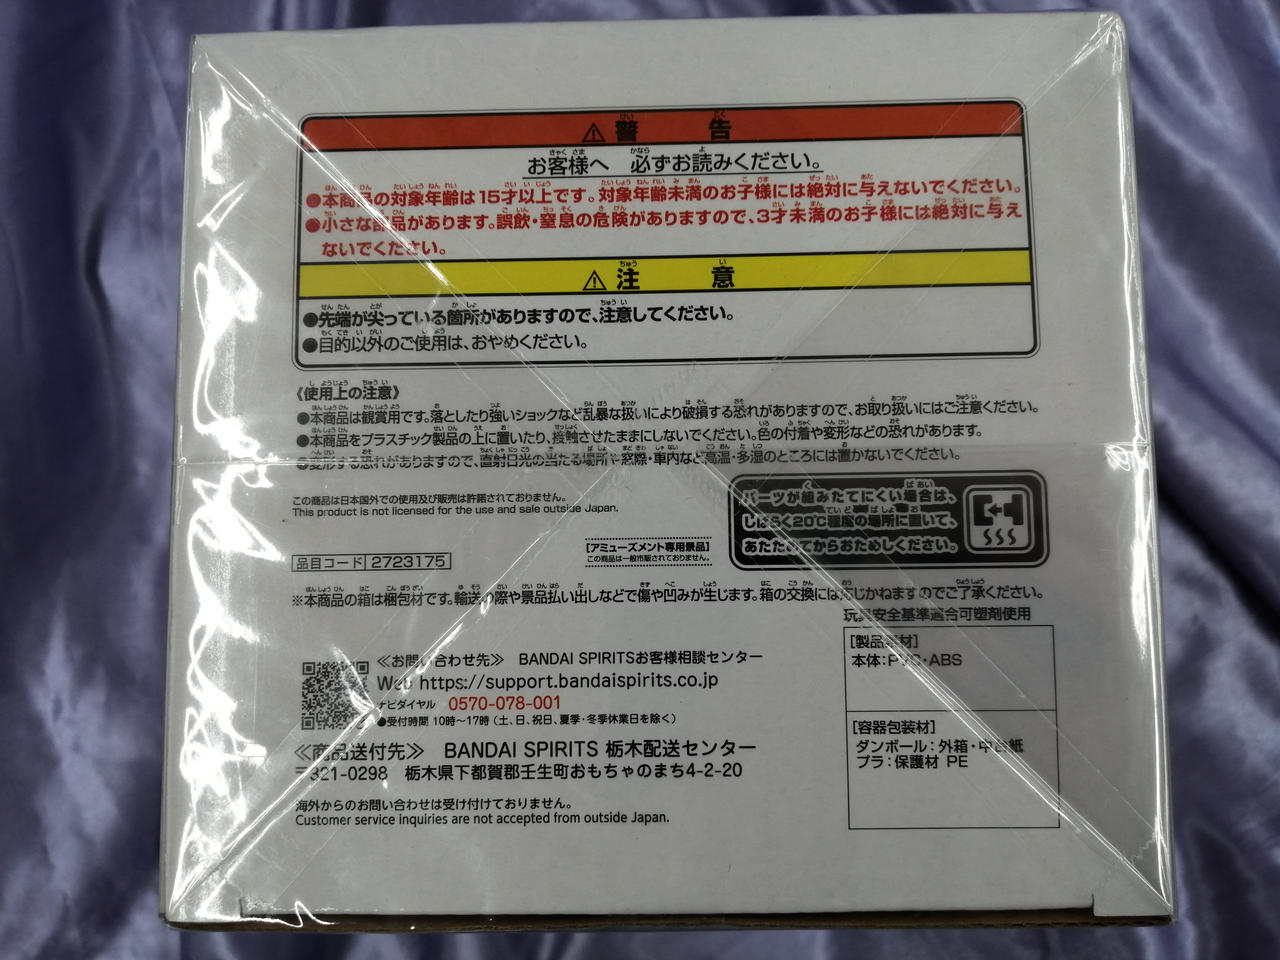 ⚠警告
お客様へ 必ずお読みください。
●本商品の対象年齢は15才以上です。対象年齢未満のお子様には絶対に与えないでください。
●小さな部品があります。誤飲・窒息の危険がありますので、3才未満のお子様には絶対に与え
ないでください。
⚠注意
●先端が尖っている箇所がありますので、注意してください。
●目的以外のご使用は、おやめください。
《使用上の注意》
●本商品は観賞用です。落としたり強いショックなど乱暴な扱いにより破損する恐れがありますので、お取り扱いにはご注意ください。
●本商品をプラスチック製品の上に置いたり、接触させたままにしないでください。色の付着や変形などの恐れがあります。
●変形する恐れがありますので、直射日光の当たる場所や窓際・車内など高温・多湿のところには置かないでください。
この商品は日本国外での使用及び販売は許諾されておりません。
This product is not licensed for the use and sale outside Japan.
パーツが組みたてにくい場合は、
しばらく20℃程度の場所に置いて、
あたためてからおためしください。
[アミューズメント専用景品]
この商品は一般市販されておりません。
品目コード 2723175
※本商品の箱は梱包材です。輸送の際や景品払い出しなどで傷や凹みが生じます。箱の交換には応じかねますのでご了承ください。
玩具安全基準適合可塑剤使用
[製品素材]
本体：PVC・ABS
[容器包装材]
ダンボール：外箱・中台紙
プラ：保護材 PE
≪お問い合わせ先≫ BANDAI SPIRITSお客様相談センター
Web https://support.bandaispirits.co.jp
ナビダイヤル 0570-078-001
●受付時間 10時〜17時（土、日、祝日、夏季・冬季休業日を除く）
≪商品送付先≫ BANDAI SPIRITS 栃木配送センター
〒321-0298 栃木県下都賀郡壬生町おもちゃのまち4-2-20
海外からのお問い合わせは受け付けておりません。
Customer service inquiries are not accepted from outside Japan.